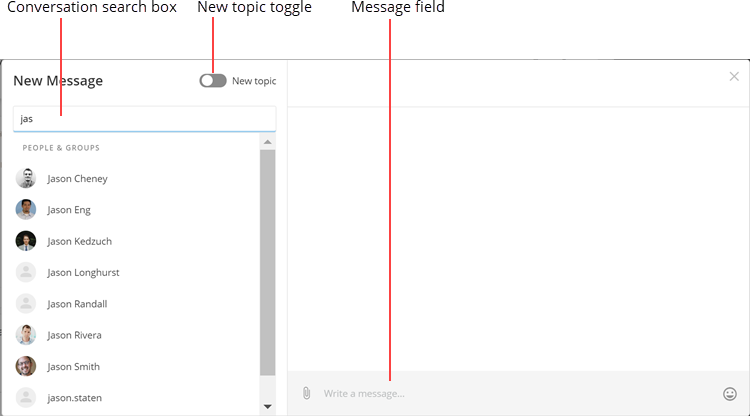 Conversation search box New topic toggle Message field
New Message New topic
jas
PEOPLE & GROUPS
Jason Cheney
Jason Eng
Jason Kedzuch
Jason Longhurst
Jason Randall
Jason Rivera
Jason Smith
jason.staten
Write a message...